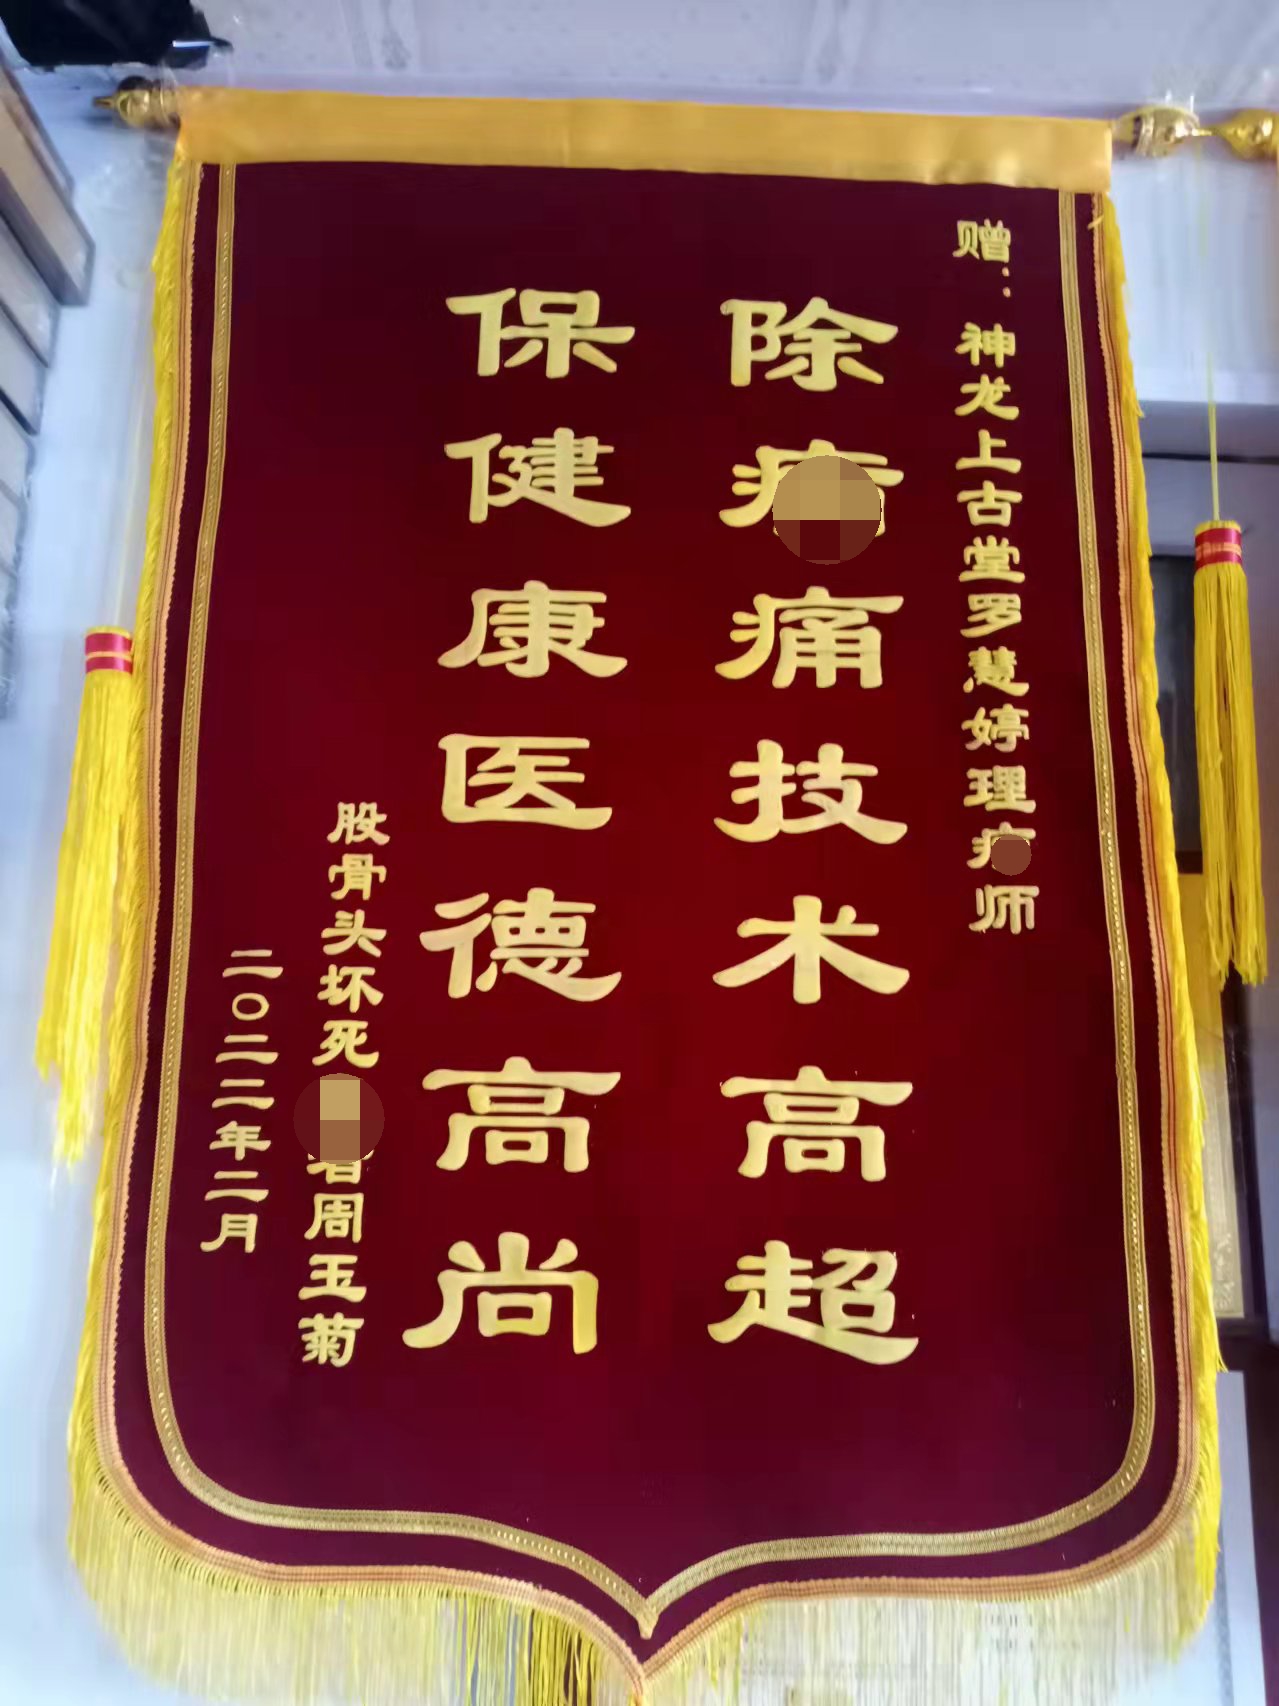 赠：神龙上古堂罗慧婷理师
除痛技术高超
保健康医德高尚
股骨头坏死者周玉菊
二〇二二年二月